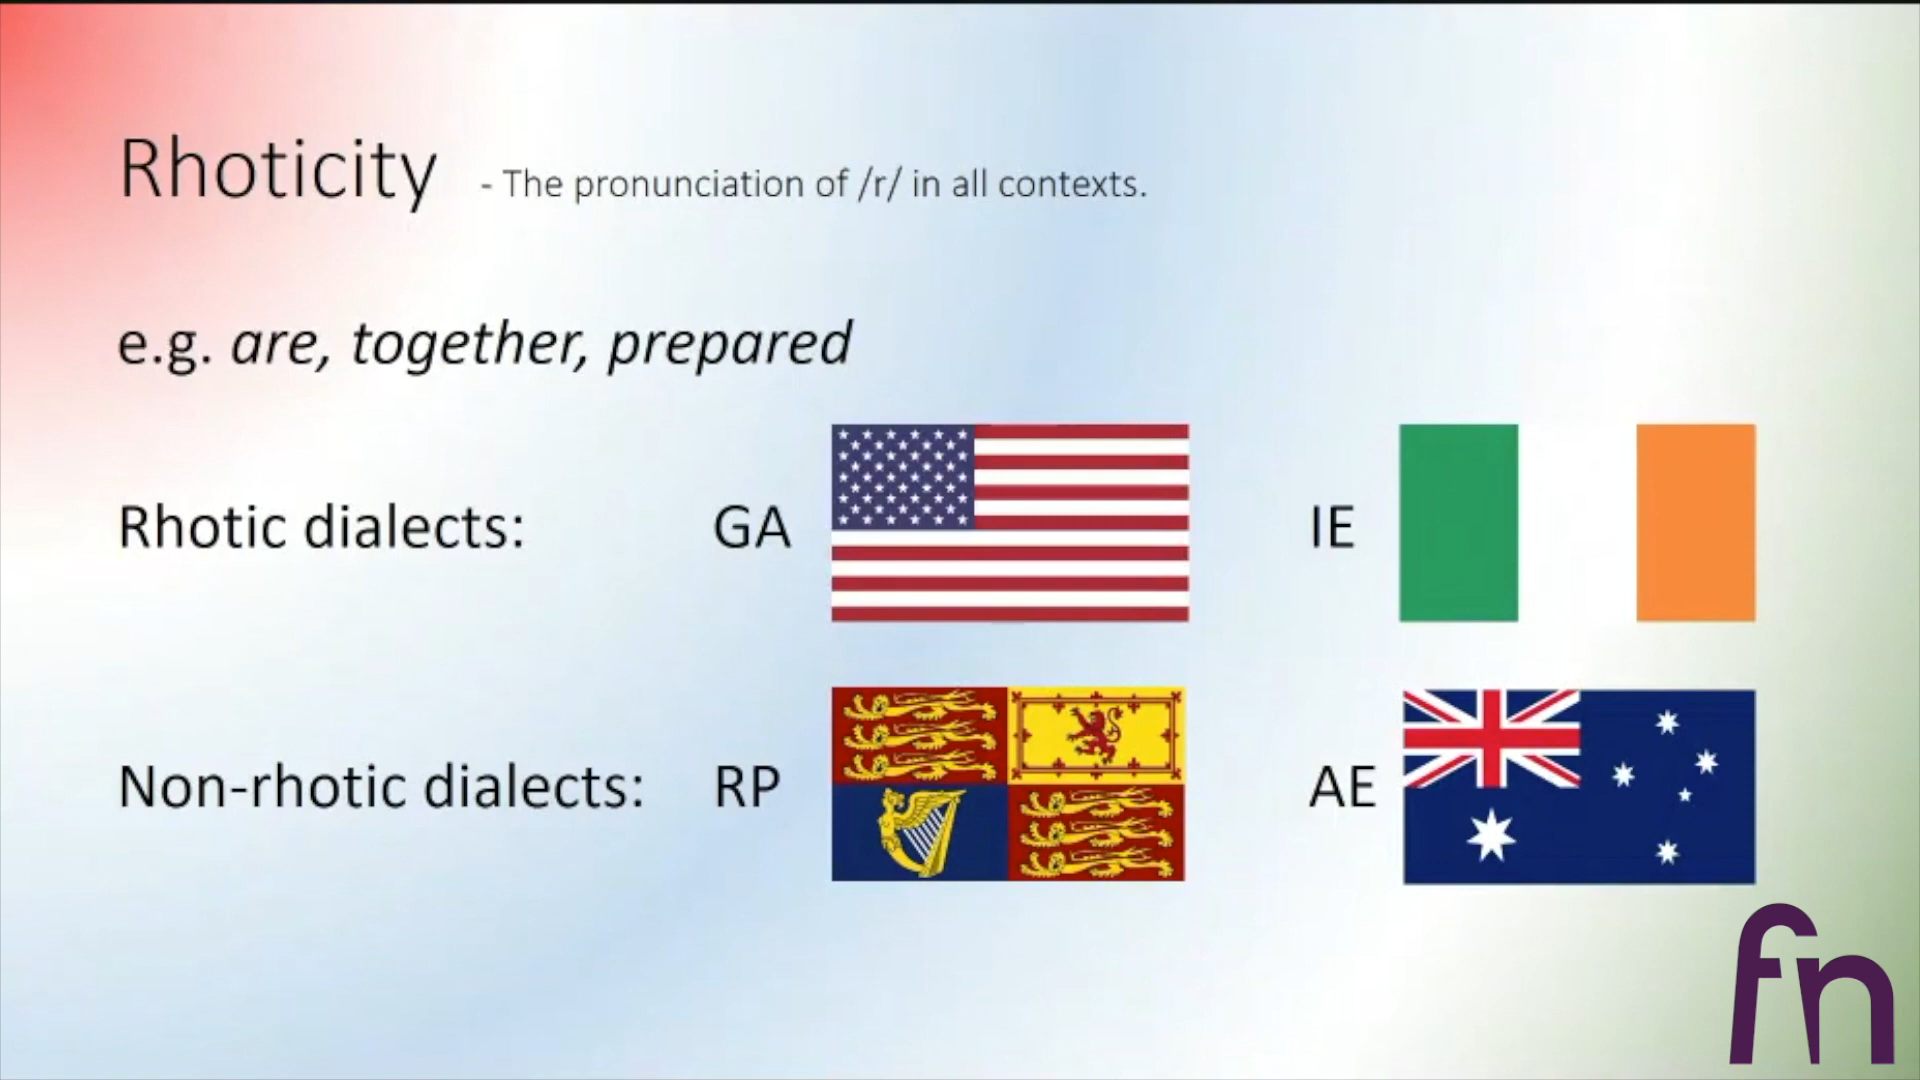 Rhoticity - The pronunciation of /r/ in all contexts.
e.g. are, together, prepared
Rhotic dialects: GA IE
Non-rhotic dialects: RP AE
fn